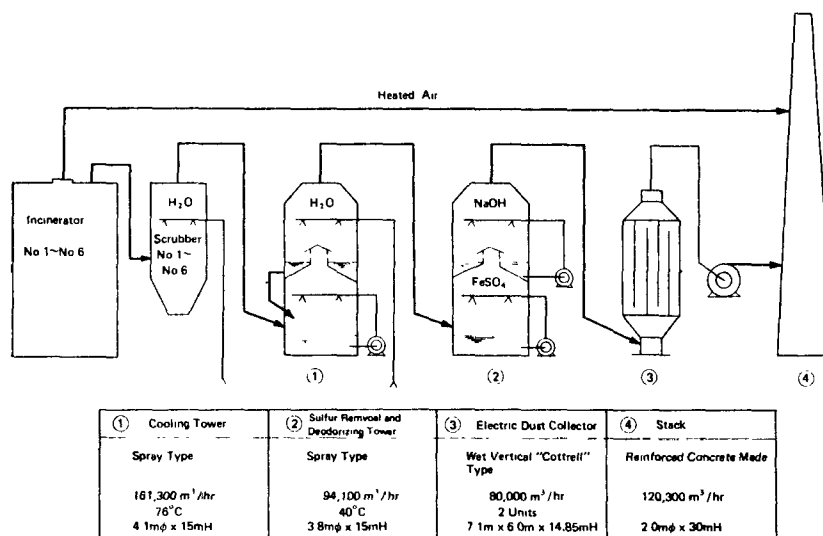 Heated Air
Incinerator
No 1~No 6
H₂O
Scrubber
No 1~
No 6
H₂O
NaOH
FeSO₄
①
②
③
④
① Cooling Tower
Spray Type
161,300 m³/hr
76°C
4.1mφ x 15mH
② Sulfur Remvoal and
Deodorizing Tower
Spray Type
94,100 m³/hr
40°C
3.8mφ x 15mH
③ Electric Dust Collector
Wet Vertical "Cottrell"
Type
80,000 m³/hr
2 Units
7.1m x 6.0m x 14.85mH
④ Stack
Reinforced Concrete Made
120,300 m³/hr
2.0mφ x 30mH